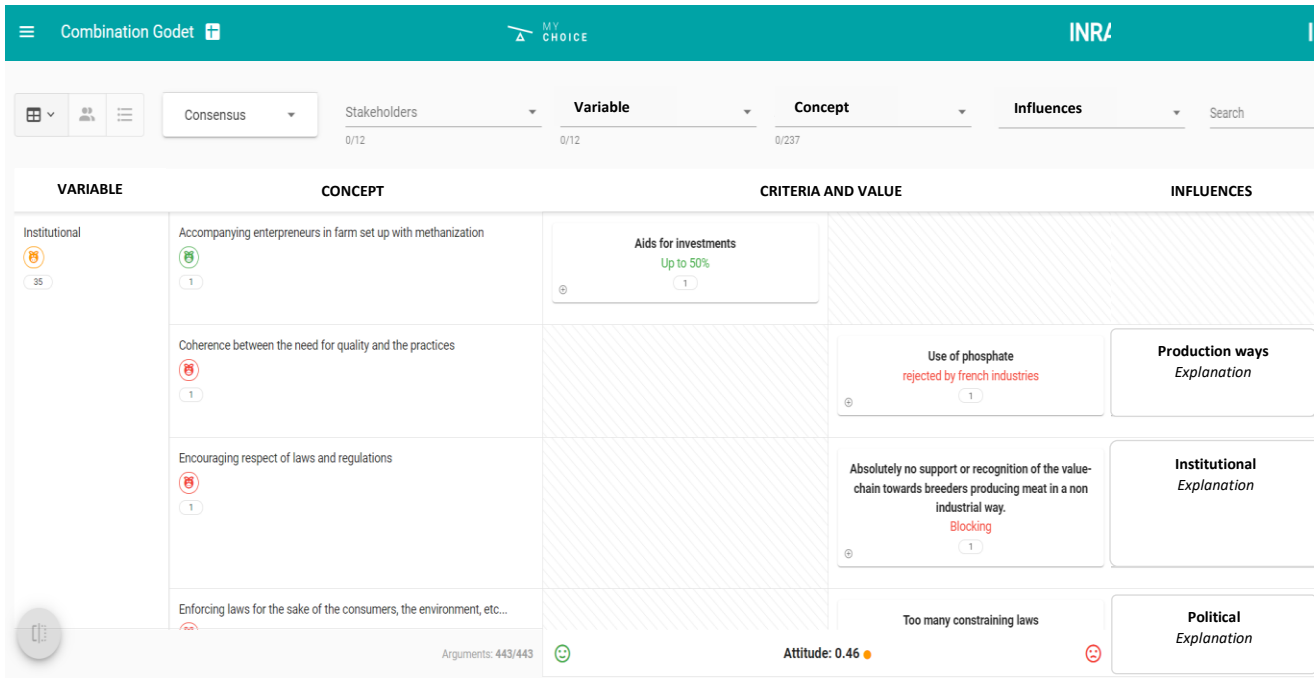 Combination Godet
MY
CHOICE
INRA
Consensus
Stakeholders
Variable
Concept
Influences
Search
0/12
0/12
0/237
VARIABLE
CONCEPT
CRITERIA AND VALUE
INFLUENCES
Institutional
35
Accompanying enterpreneurs in farm set up with methanization
1
Aids for investments
Up to 50%
1
Coherence between the need for quality and the practices
1
Use of phosphate
rejected by french industries
1
Production ways
Explanation
Encouraging respect of laws and regulations
1
Absolutely no support or recognition of the value-
chain towards breeders producing meat in a non
industrial way.
Blocking
1
Institutional
Explanation
Enforcing laws for the sake of the consumers, the environment, etc...
Too many constraining laws
Political
Explanation
Arguments: 443/443
Attitude: 0.46